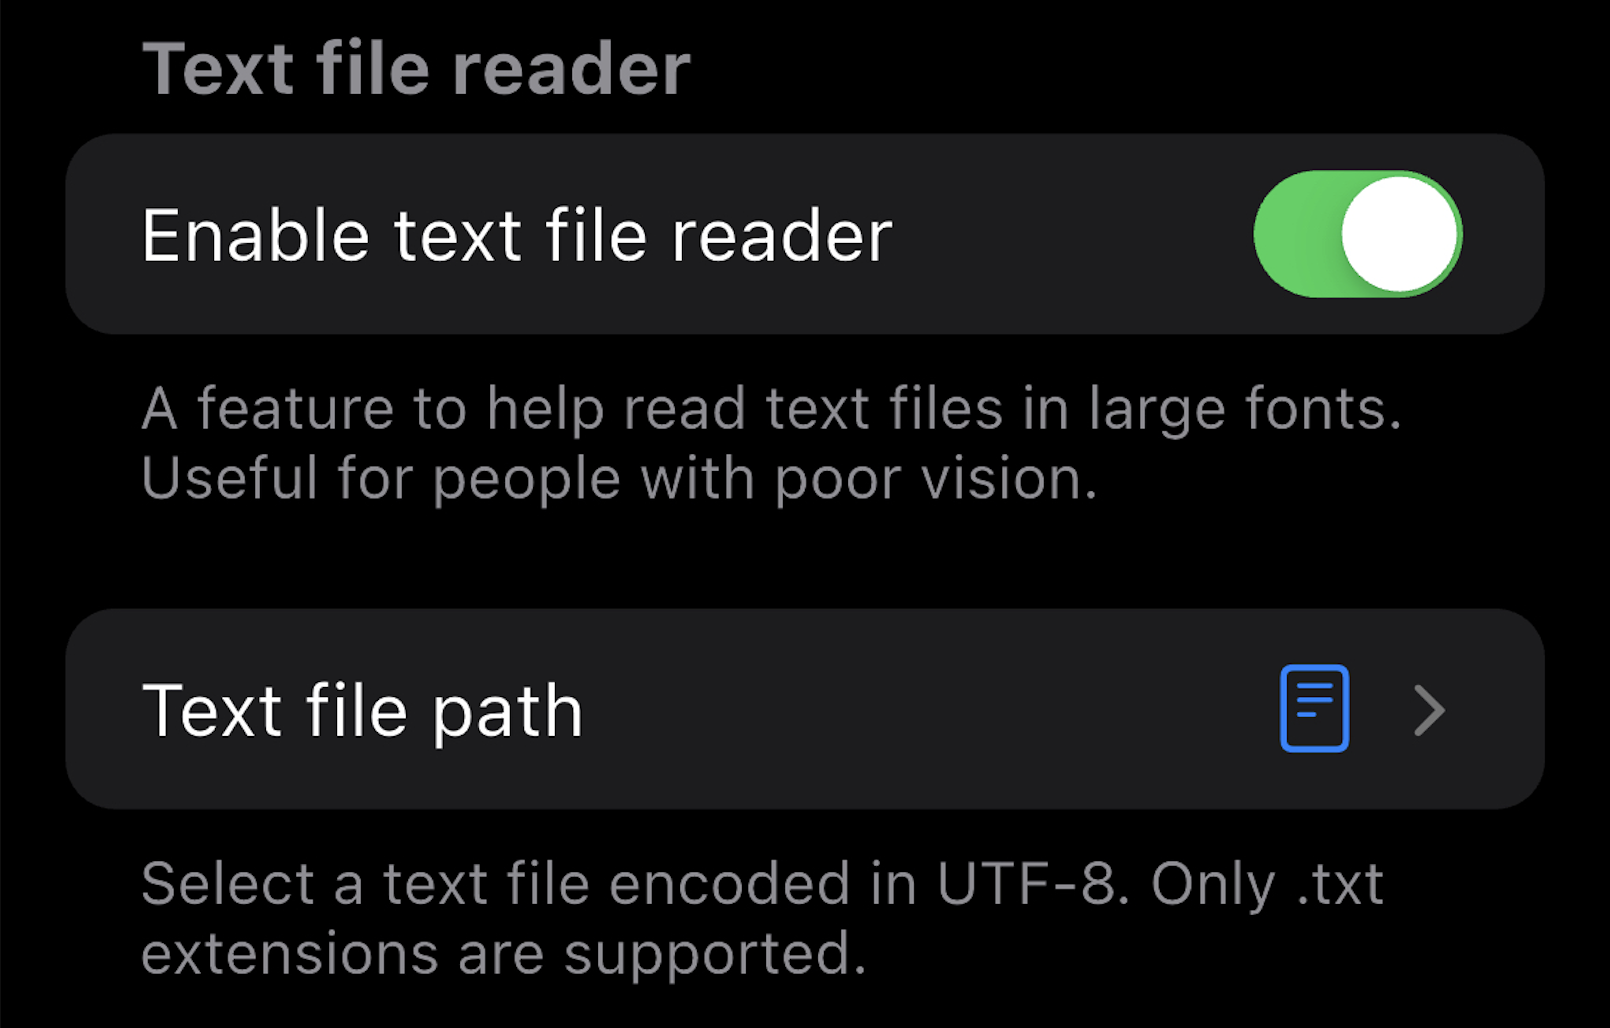 Text file reader
Enable text file reader
A feature to help read text files in large fonts.
Useful for people with poor vision.
Text file path
Select a text file encoded in UTF-8. Only .txt
extensions are supported.